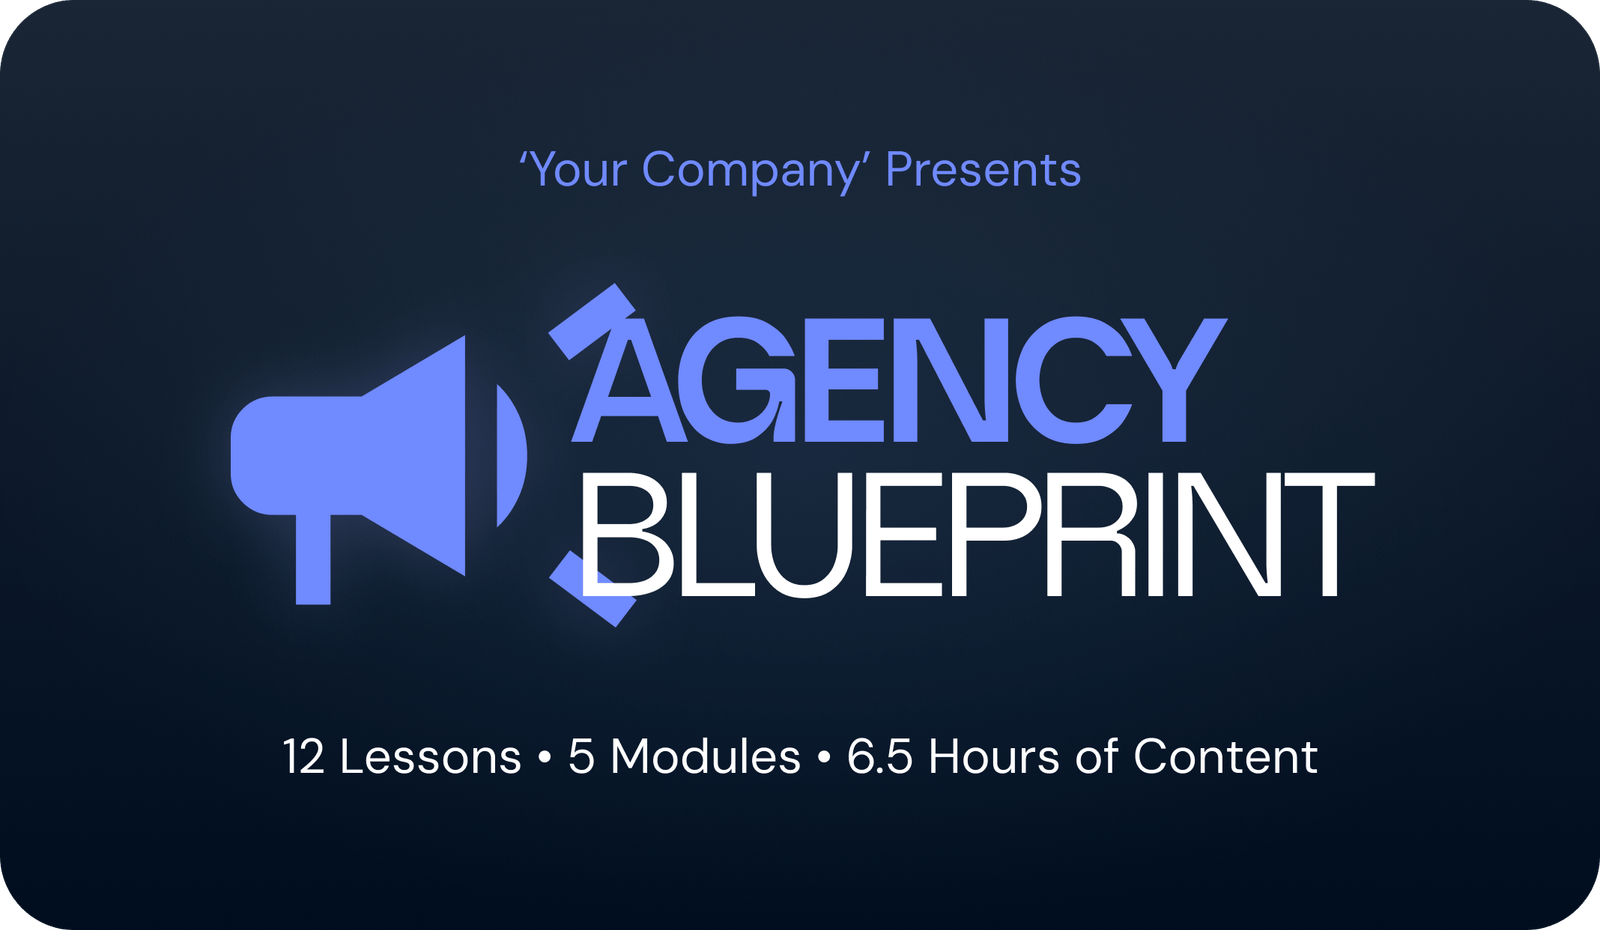 ‘Your Company’ Presents
AGENCY
BLUEPRINT
12 Lessons • 5 Modules • 6.5 Hours of Content